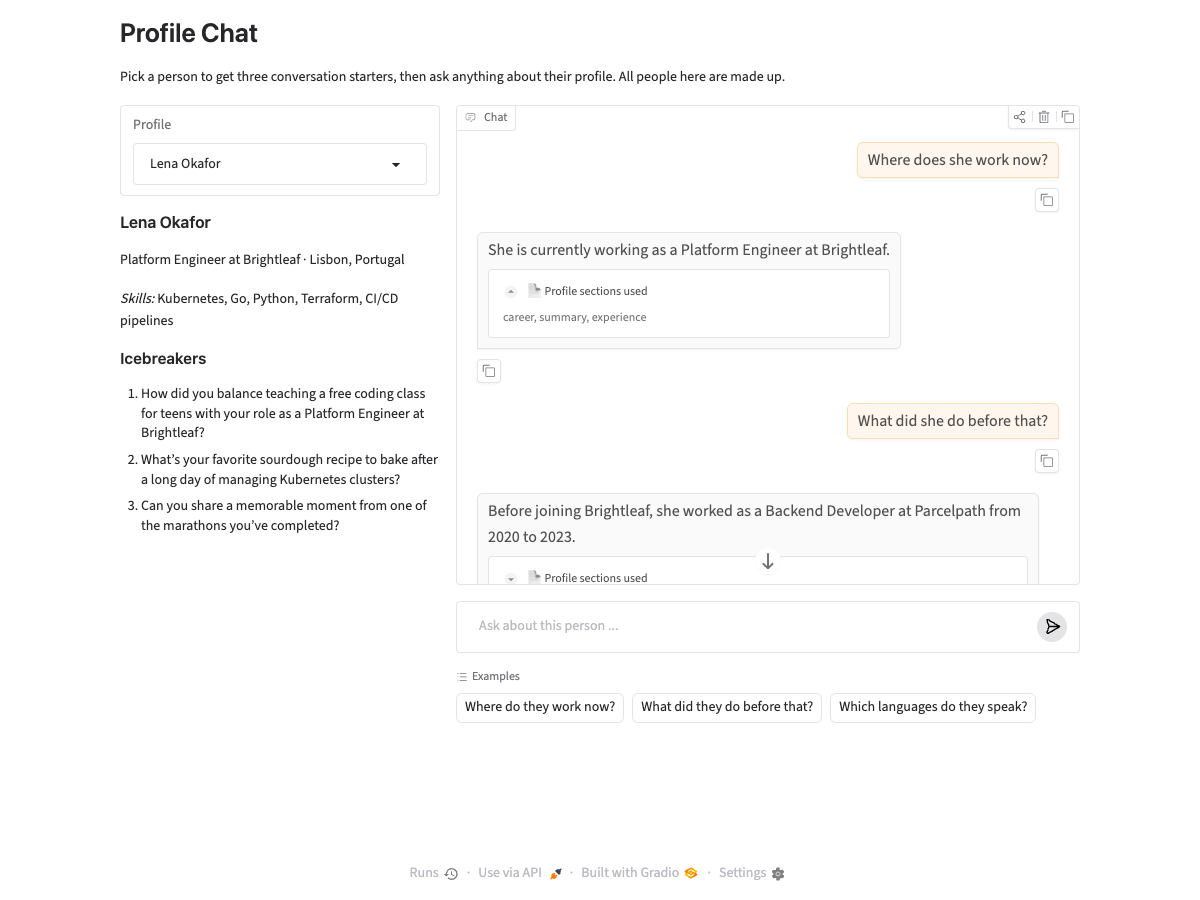 Profile Chat
Pick a person to get three conversation starters, then ask anything about their profile. All people here are made up.
Profile
Lena Okafor
Lena Okafor
Platform Engineer at Brightleaf · Lisbon, Portugal
Skills: Kubernetes, Go, Python, Terraform, CI/CD
pipelines
Icebreakers
1. How did you balance teaching a free coding class
for teens with your role as a Platform Engineer at
Brightleaf?
2. What’s your favorite sourdough recipe to bake after
a long day of managing Kubernetes clusters?
3. Can you share a memorable moment from one of
the marathons you’ve completed?
Chat
Where does she work now?
She is currently working as a Platform Engineer at Brightleaf.
Profile sections used
career, summary, experience
What did she do before that?
Before joining Brightleaf, she worked as a Backend Developer at Parcelpath from
2020 to 2023.
Profile sections used
Ask about this person ...
Examples
Where do they work now?
What did they do before that?
Which languages do they speak?
Runs · Use via API · Built with Gradio · Settings